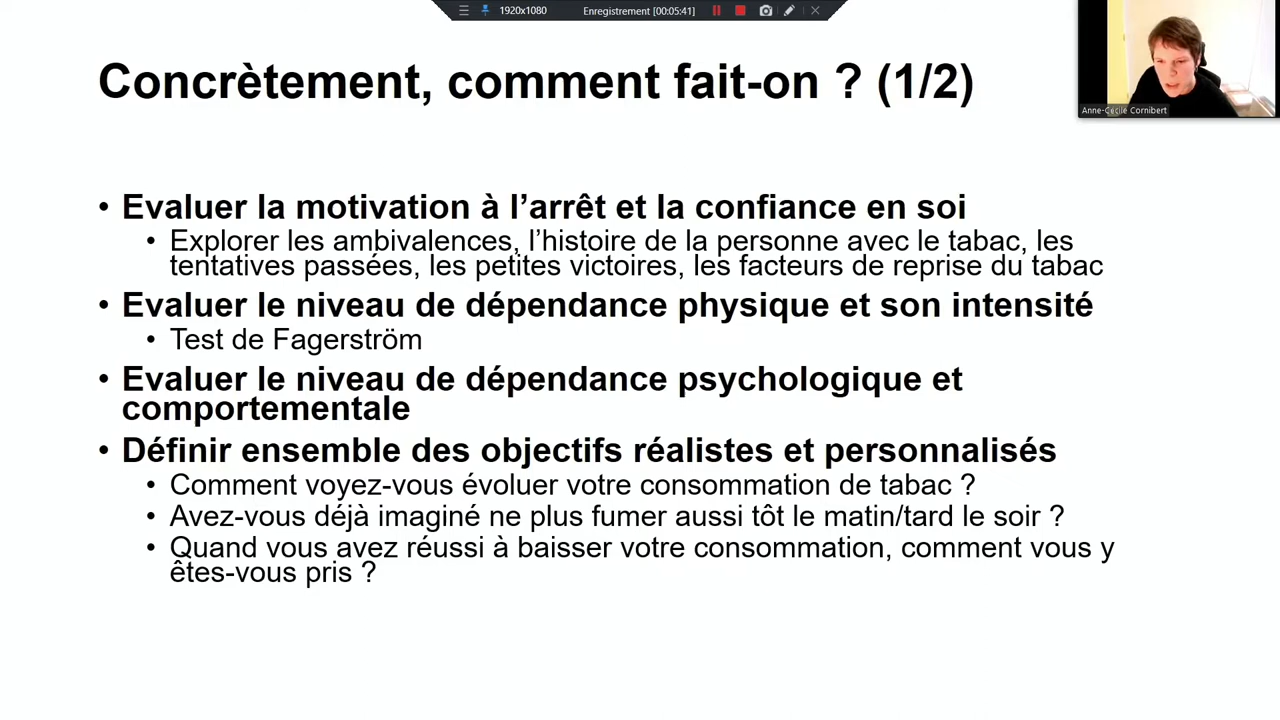 1920x1080 Enregistrement [00:05:41]
Concrètement, comment fait-on ? (1/2)
Anne-Cécile Cornibert
• Evaluer la motivation à l’arrêt et la confiance en soi
• Explorer les ambivalences, l’histoire de la personne avec le tabac, les
tentatives passées, les petites victoires, les facteurs de reprise du tabac
• Evaluer le niveau de dépendance physique et son intensité
• Test de Fagerström
• Evaluer le niveau de dépendance psychologique et
comportementale
• Définir ensemble des objectifs réalistes et personnalisés
• Comment voyez-vous évoluer votre consommation de tabac ?
• Avez-vous déjà imaginé ne plus fumer aussi tôt le matin/tard le soir ?
• Quand vous avez réussi à baisser votre consommation, comment vous y
êtes-vous pris ?